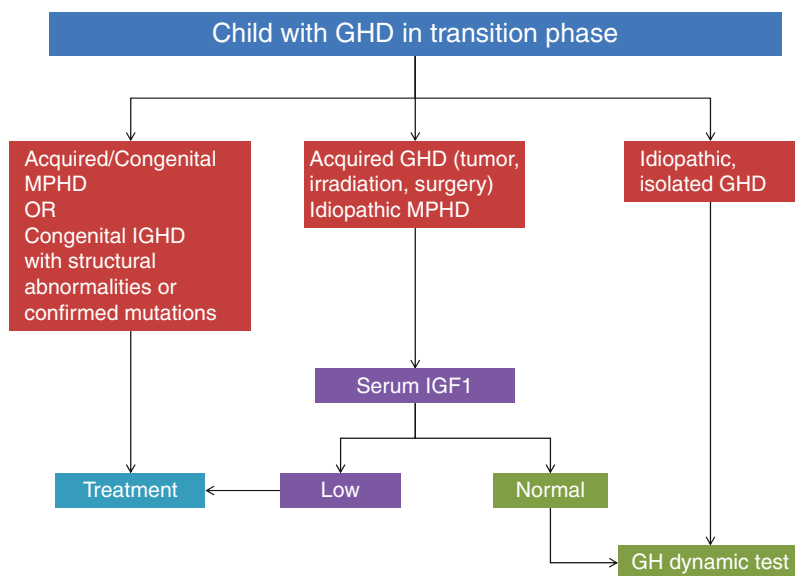 Child with GHD in transition phase
Acquired/Congenital
MPHD
OR
Congenital IGHD
with structural
abnormalities or
confirmed mutations
Acquired GHD (tumor,
irradiation, surgery)
Idiopathic MPHD
Idiopathic,
isolated GHD
Serum IGF1
Treatment
Low
Normal
GH dynamic test